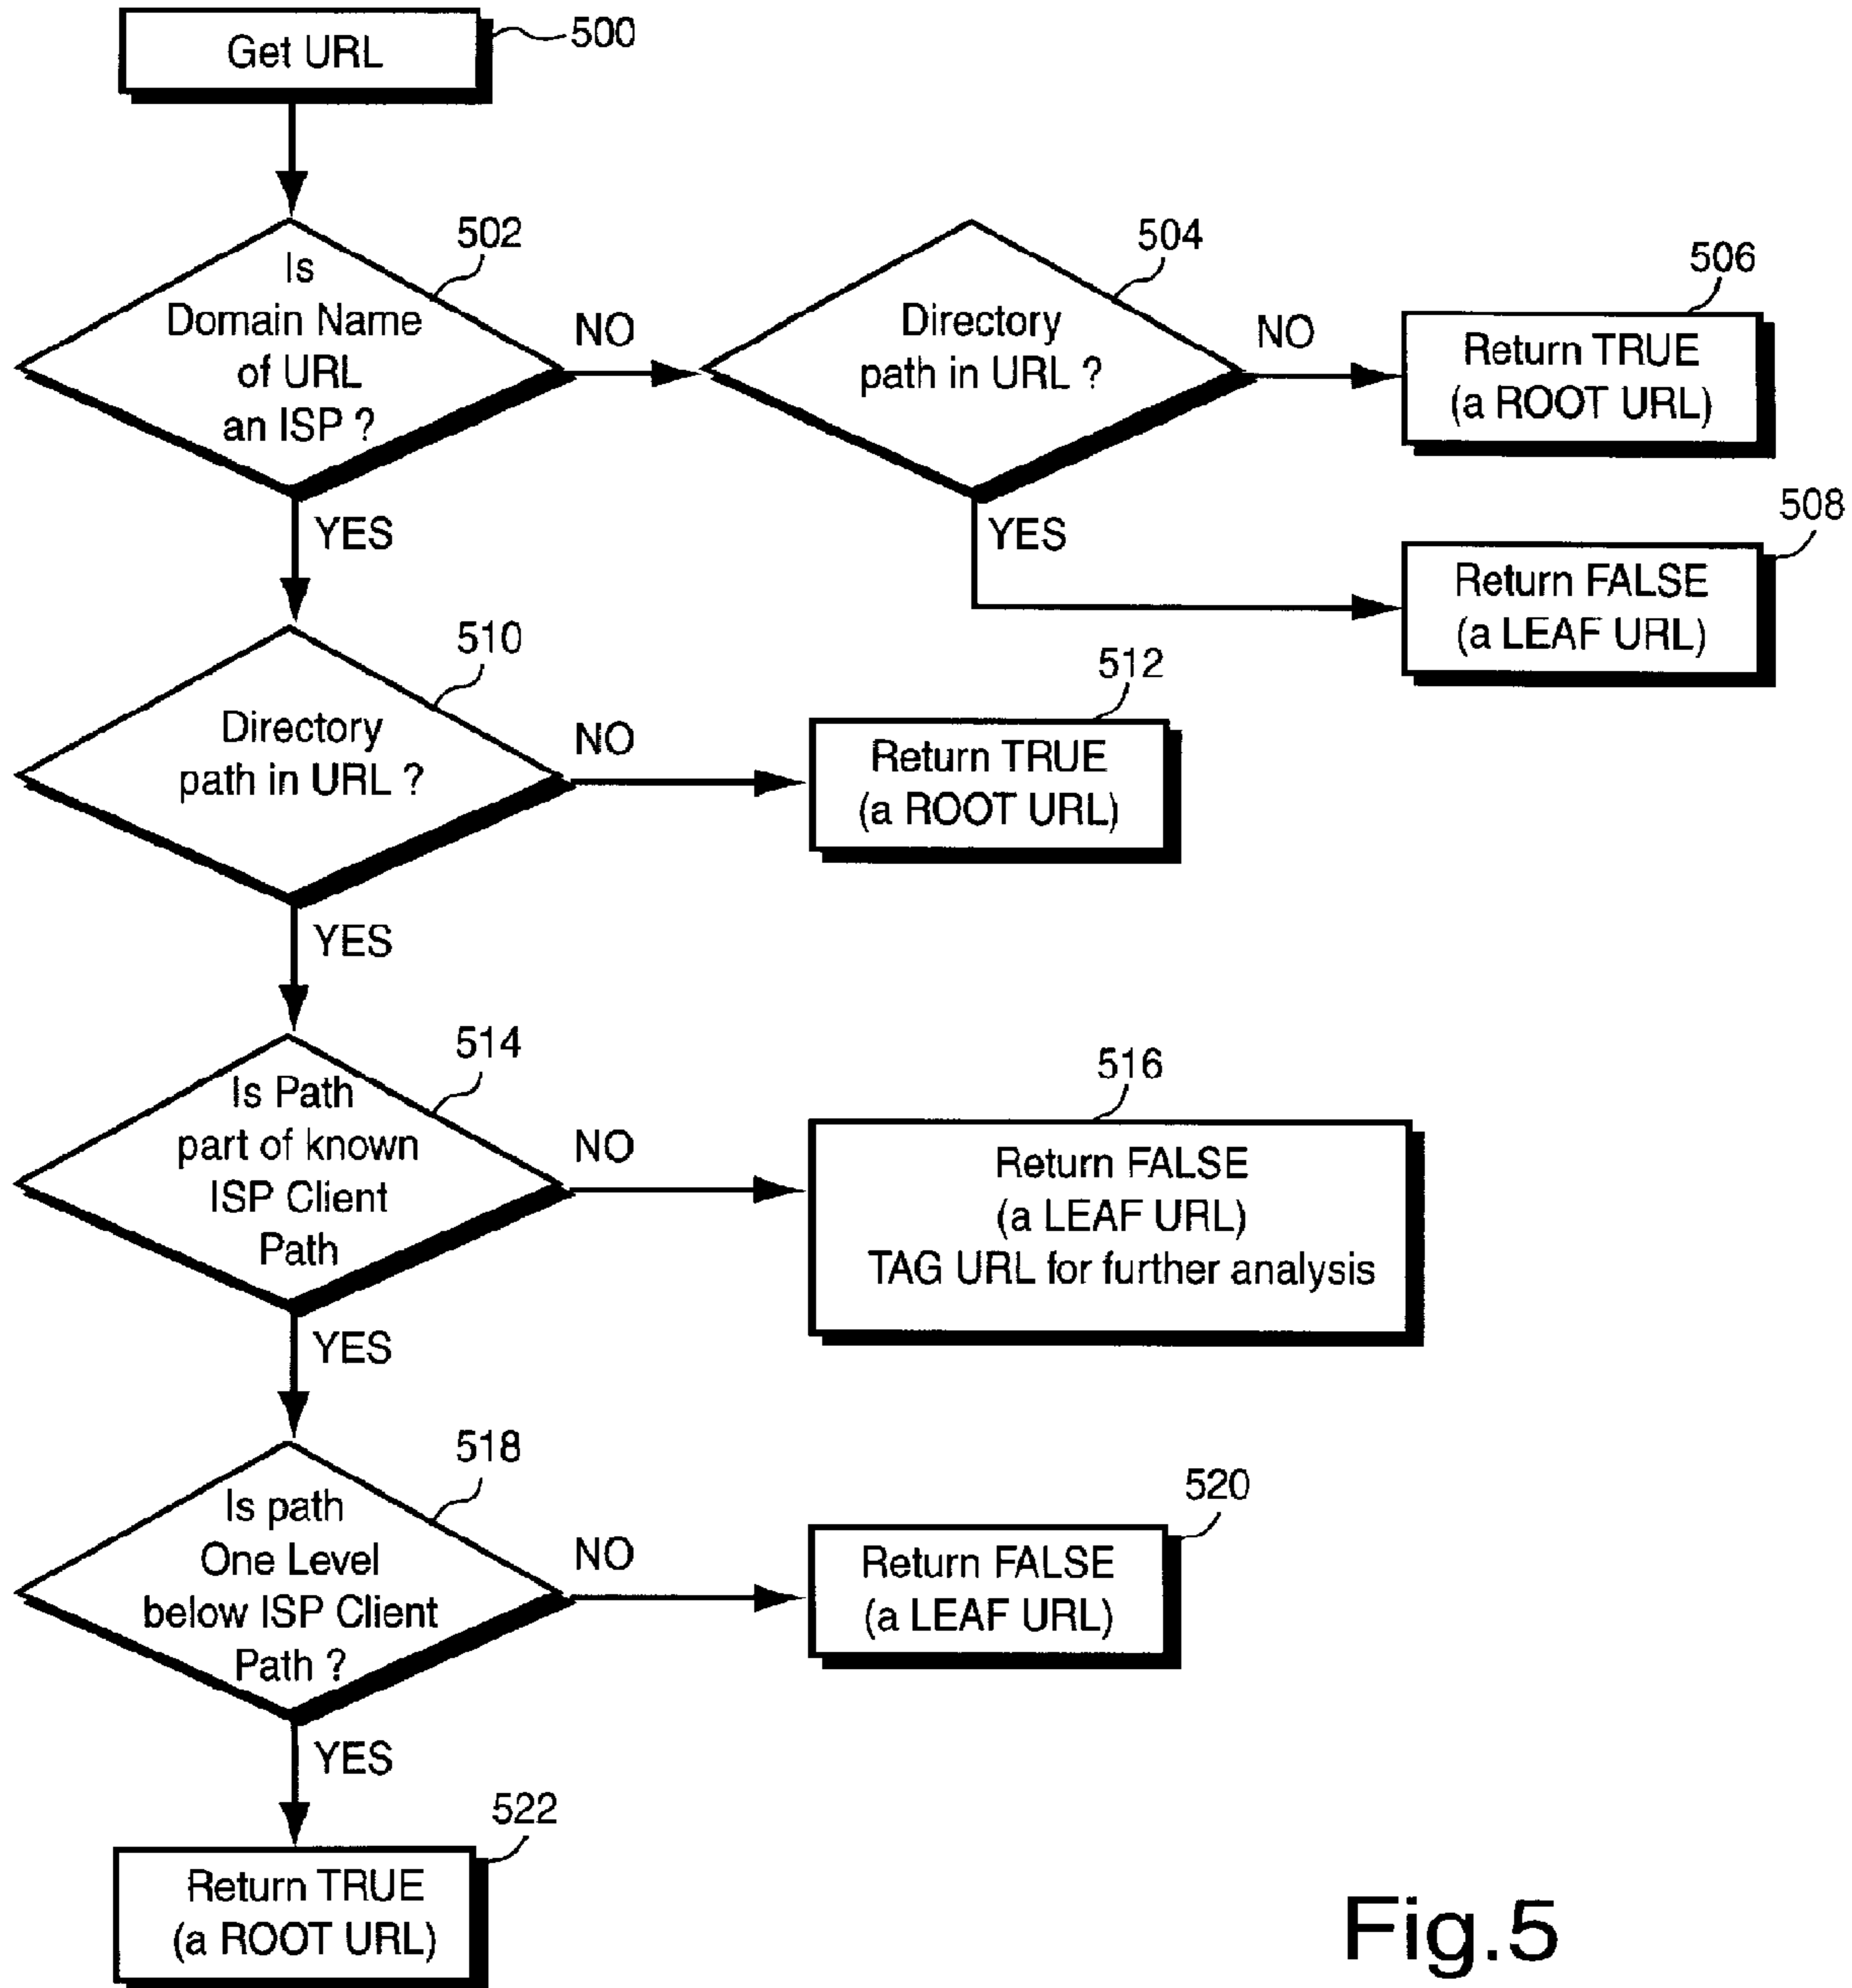 Get URL
500
Is
Domain Name
of URL
an ISP ?
502
NO
YES
Directory
path in URL ?
504
NO
YES
Return TRUE
(a ROOT URL)
506
Return FALSE
(a LEAF URL)
508
Directory
path in URL ?
510
NO
YES
Return TRUE
(a ROOT URL)
512
Is Path
part of known
ISP Client
Path
514
NO
YES
Return FALSE
(a LEAF URL)
TAG URL for further analysis
516
Is path
One Level
below ISP Client
Path ?
518
NO
YES
Return FALSE
(a LEAF URL)
520
Return TRUE
(a ROOT URL)
522
Fig.5